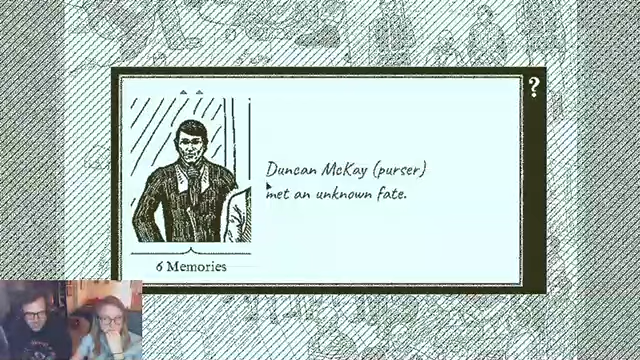 ?
Duncan McKay (purser)
met an unknown fate.
6 Memories